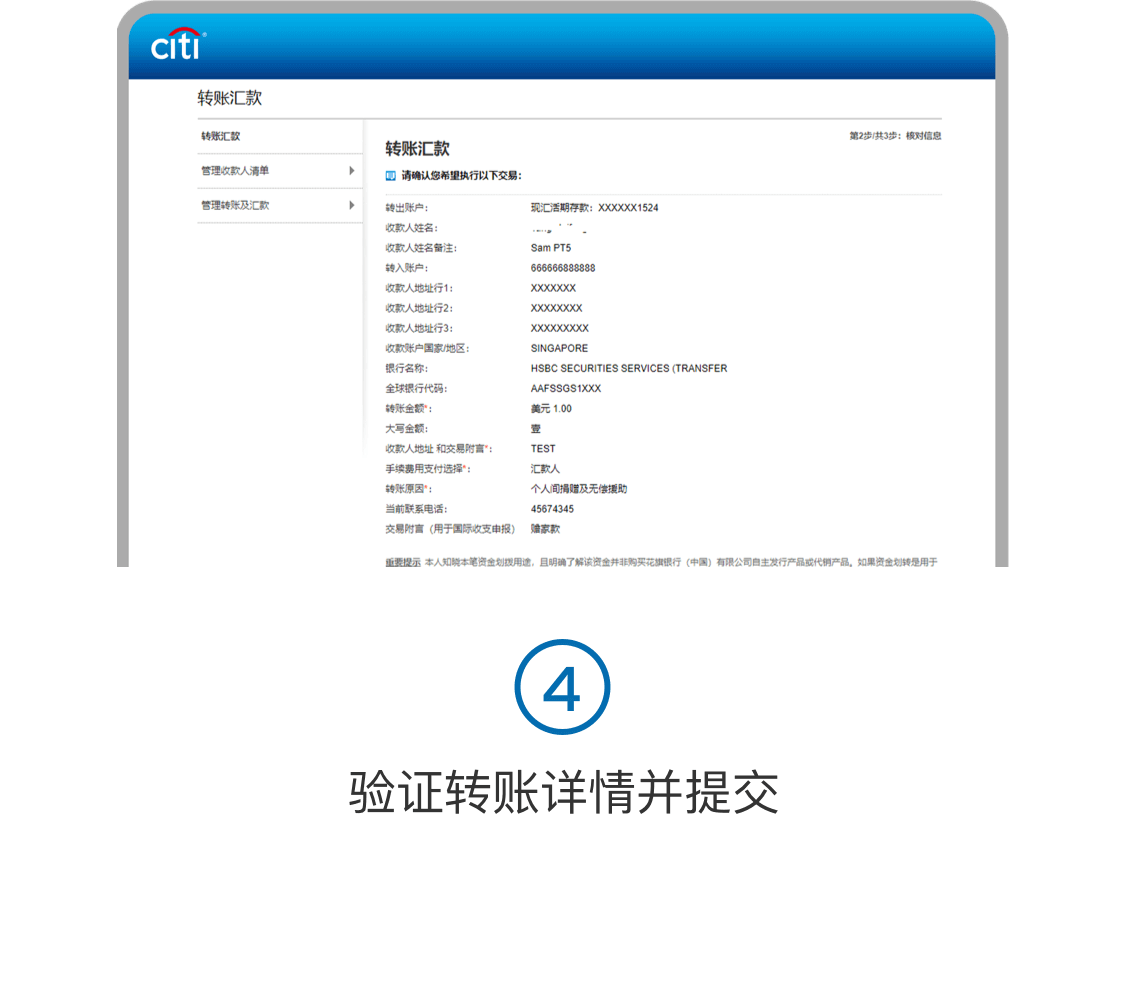 citi
转账汇款
转账汇款
管理收款人清单
管理转账及汇款
第2步/共3步：核对信息
转账汇款
请确认您希望执行以下交易：
转出账户： 现汇活期存款：XXXXXX1524
收款人姓名：
收款人姓名备注： Sam PT5
转入账户： 666666888888
收款人地址行1： XXXXXXX
收款人地址行2： XXXXXXXX
收款人地址行3： XXXXXXXXX
收款账户国家/地区： SINGAPORE
银行名称： HSBC SECURITIES SERVICES (TRANSFER
全球银行代码： AAFSSGS1XXX
转账金额*： 美元 1.00
大写金额： 壹
收款人地址 和交易附言*： TEST
手续费用支付选择*： 汇款人
转账原因*： 个人间捐赠及无偿援助
当前联系电话： 45674345
交易附言（用于国际收支申报） 赡家款
重要提示 本人知晓本笔资金划拨用途，且明确了解该资金并非购买花旗银行（中国）有限公司自主发行产品或代销产品。如果资金划转是用于
4
验证转账详情并提交